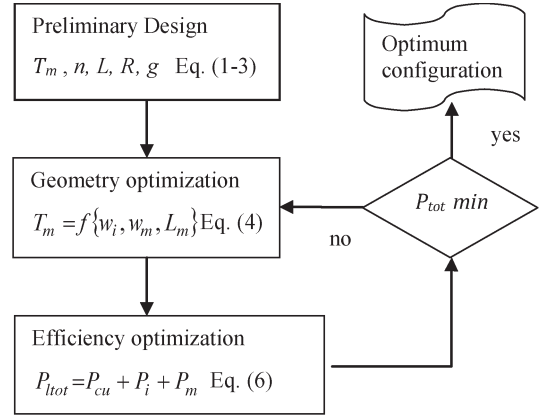 Preliminary Design
Tₘ , n, L, R, g Eq. (1-3)
Optimum
configuration
yes
Geometry optimization
Tₘ = f{wᵢ, wₘ, Lₘ}Eq. (4)
Pₜₒₜ min
no
Efficiency optimization
Pₗₜₒₜ=P꜀ᵤ + Pᵢ + Pₘ Eq. (6)